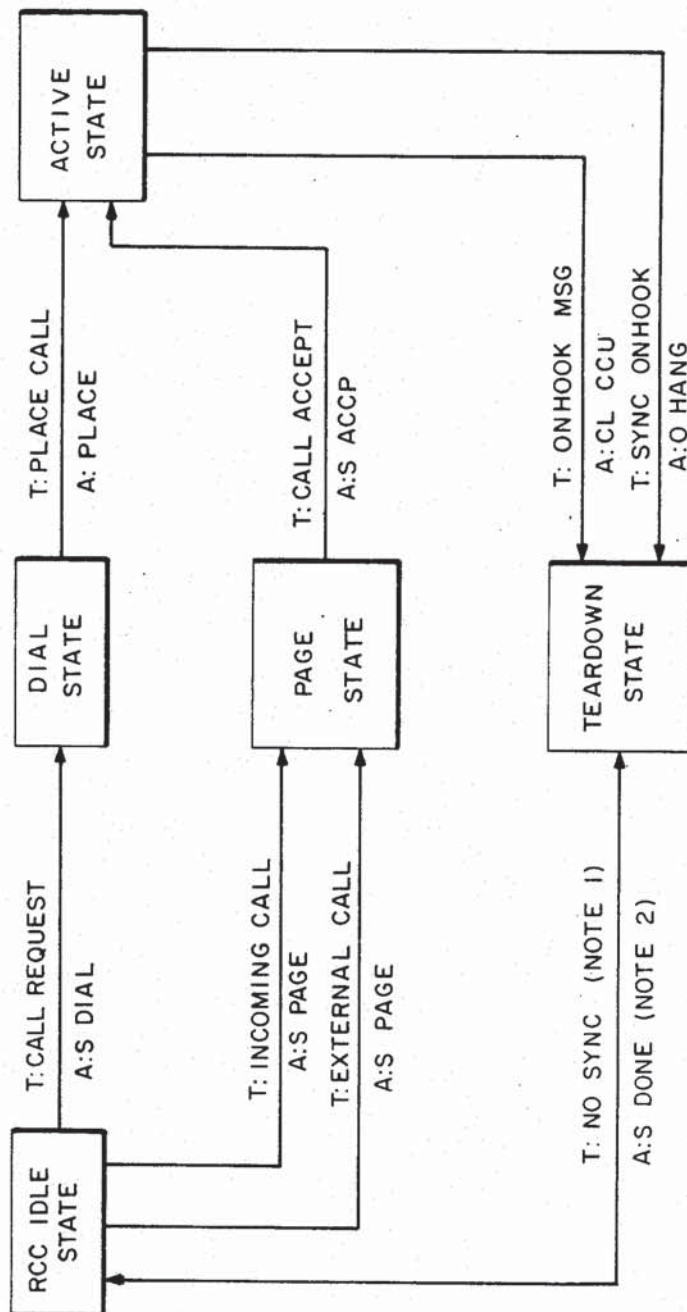 RCC IDLE
STATE
T:CALL REQUEST
A:S DIAL
DIAL
STATE
T:PLACE CALL
A: PLACE
ACTIVE
STATE
T: INCOMING CALL
A:S PAGE
T:EXTERNAL CALL
A:S PAGE
PAGE
STATE
T: CALL ACCEPT
A:S ACCP
T: NO SYNC (NOTE 1)
A:S DONE (NOTE 2)
TEARDOWN
STATE
T: ONHOOK MSG
A:CL CCU
T: SYNC ONHOOK
A:O HANG